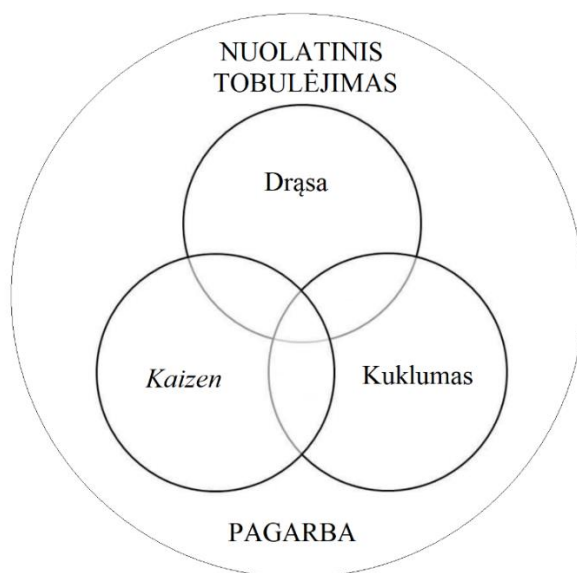 NUOLATINIS
TOBULĖJIMAS
Drąsa
Kaizen
Kuklumas
PAGARBA